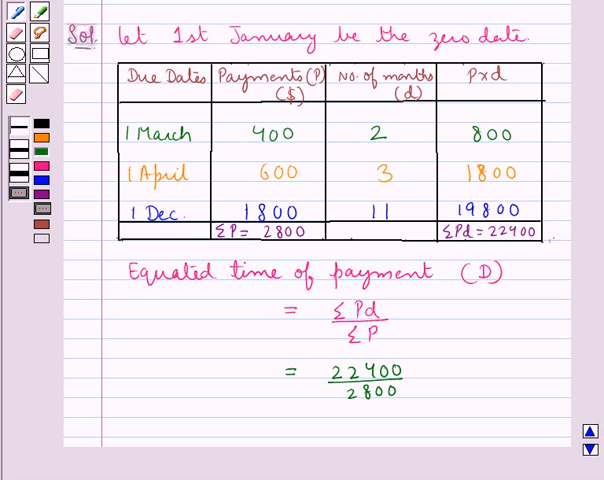 Sol. Let 1st January be the zero date.
Due Dates Payments (P) ($) No. of months (d) P×d
1 March 400 2 800
1 April 600 3 1800
1 Dec. 1800 11 19800
ΣP = 2800 ΣPd = 22400
Equated time of payment (D)
= ΣPd
ΣP
= 22400
2800